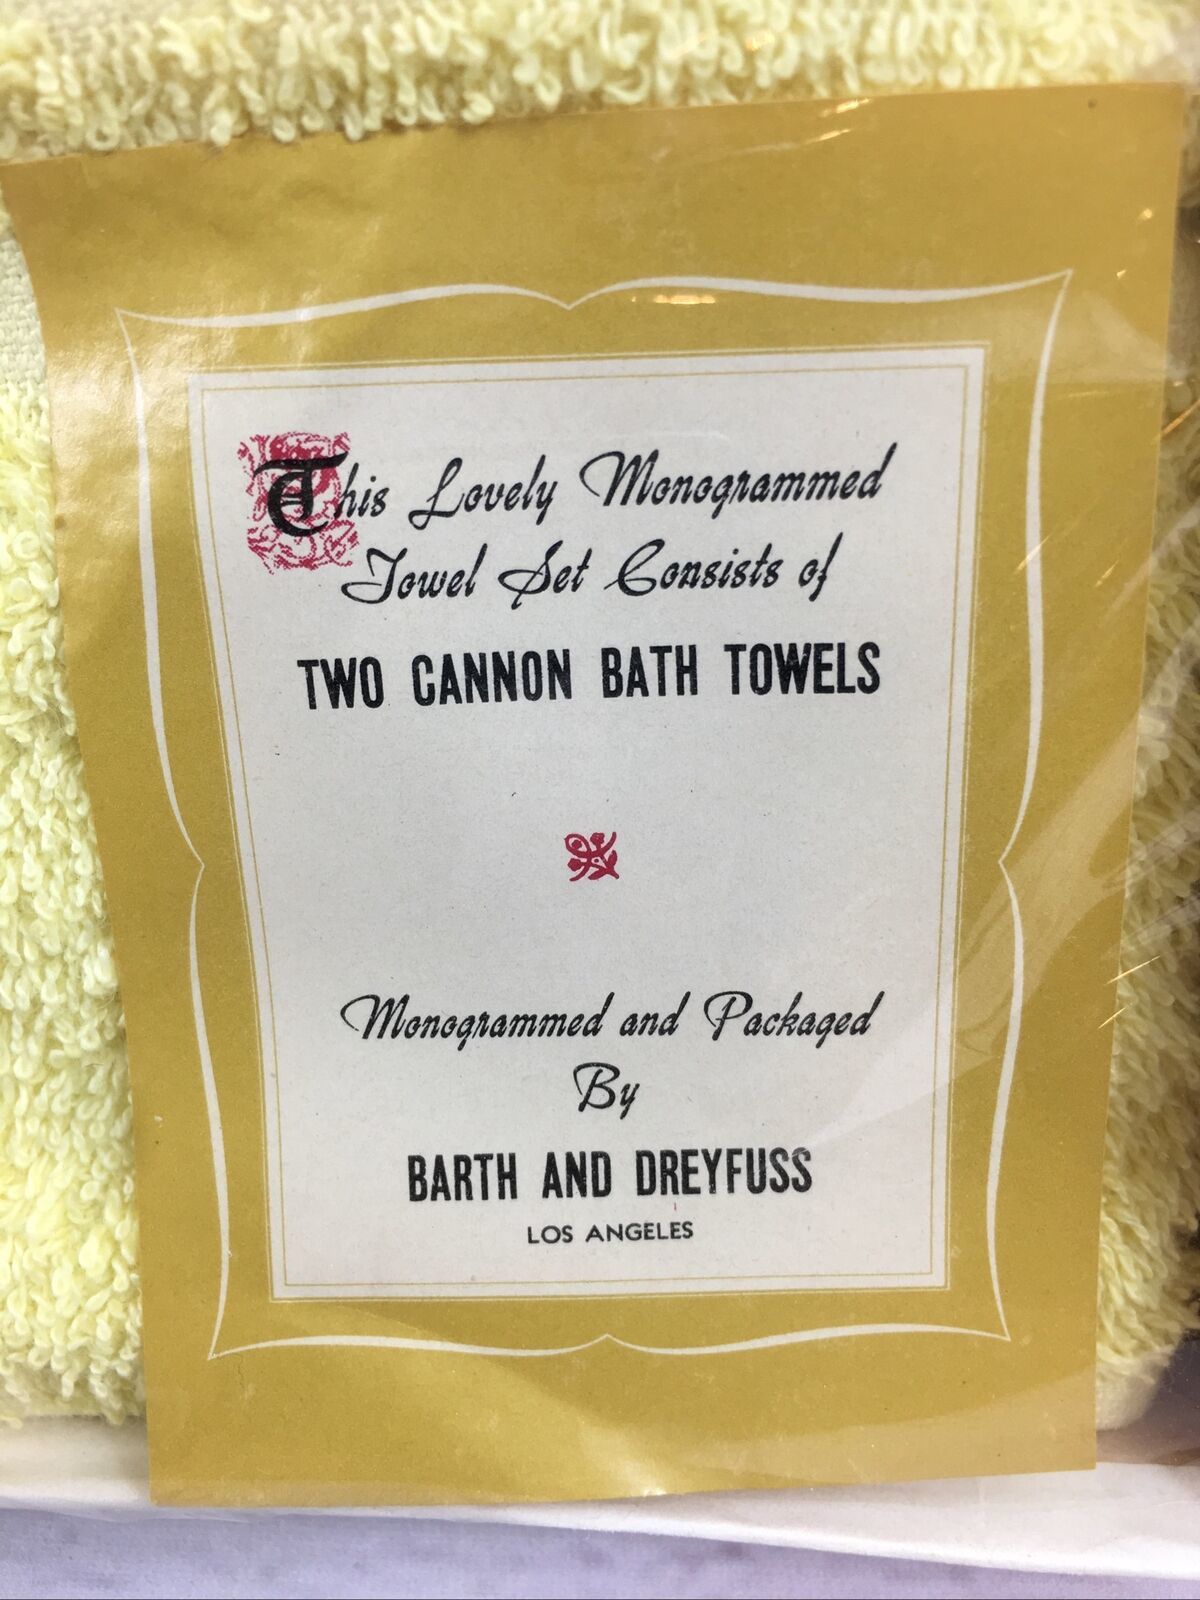 This Lovely Monogrammed
Towel Set Consists of
TWO CANNON BATH TOWELS
Monogrammed and Packaged
By
BARTH AND DREYFUSS
LOS ANGELES